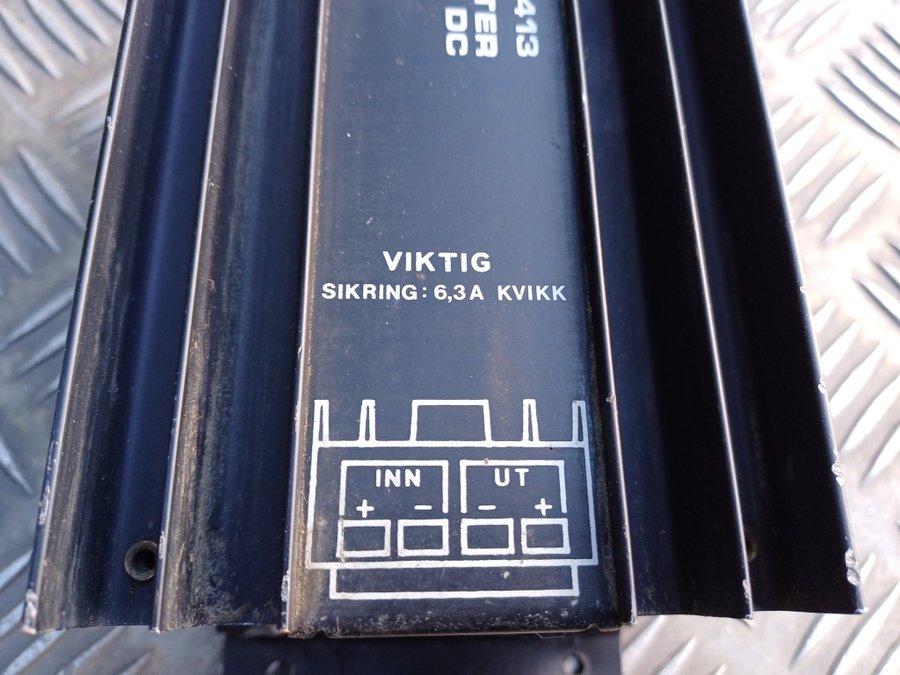 413
TER
DC
VIKTIG
SIKRING: 6,3A KVIKK
INN UT
+ - - +